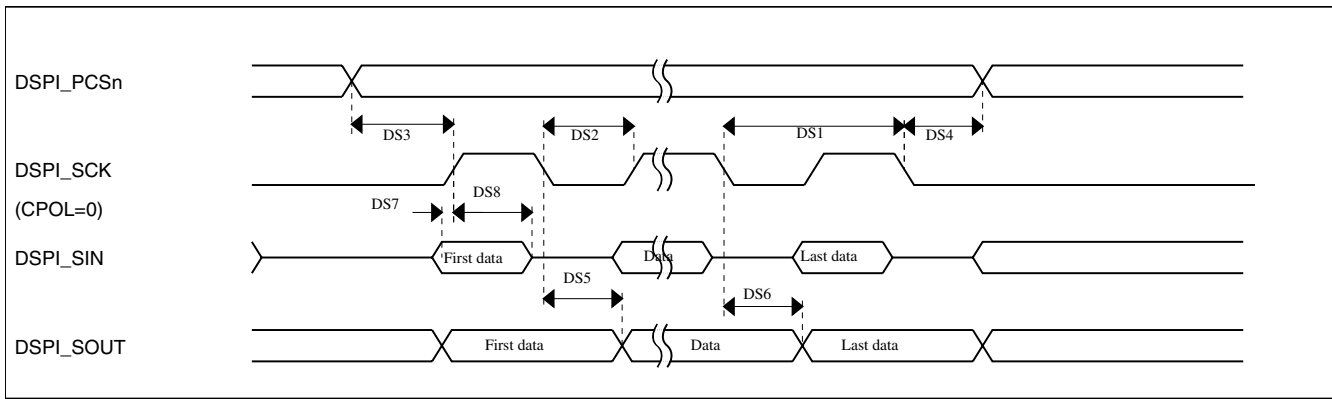 DSPI_PCSn
DS3
DS2
DS1
DS4
DSPI_SCK
(CPOL=0)
DS7
DS8
DSPI_SIN
First data
Data
Last data
DS5
DS6
DSPI_SOUT
First data
Data
Last data